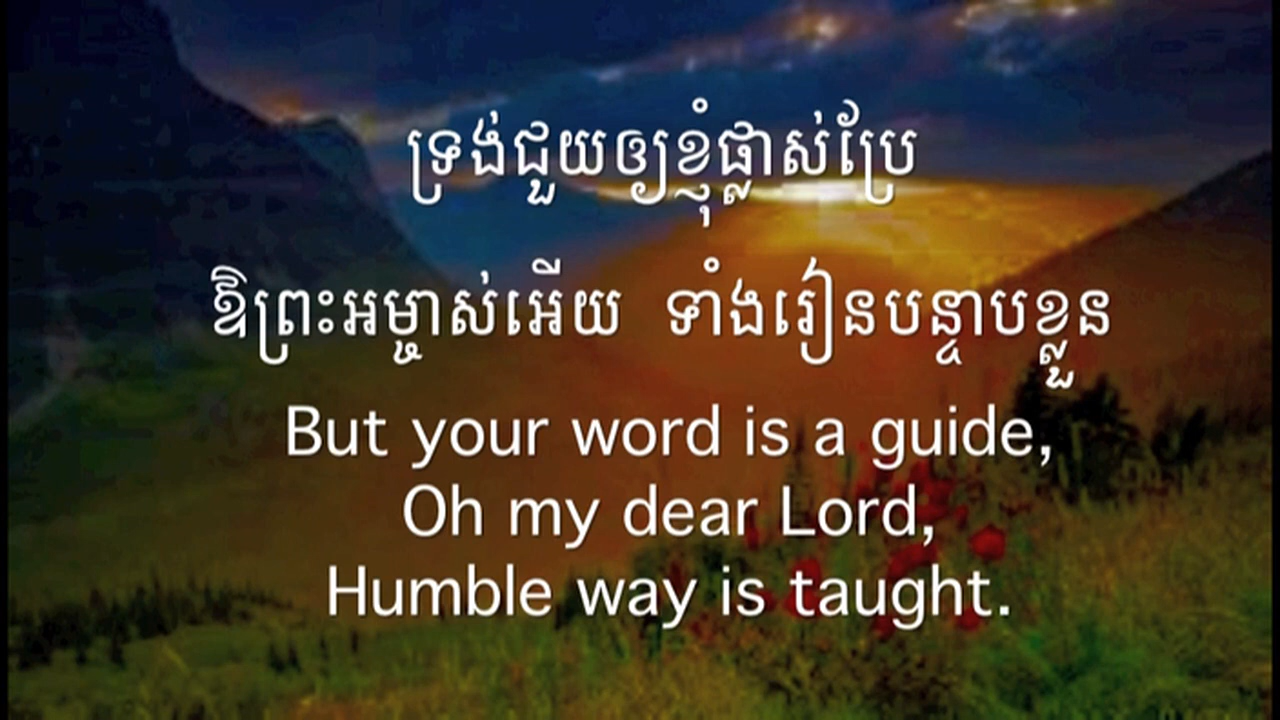 ទ្រង់ជួយឲ្យខ្ញុំផ្លាស់ប្រែ
ឱព្រះអម្ចាស់អើយ ទាំងរៀនបន្ទាបខ្លួន
But your word is a guide,
Oh my dear Lord,
Humble way is taught.